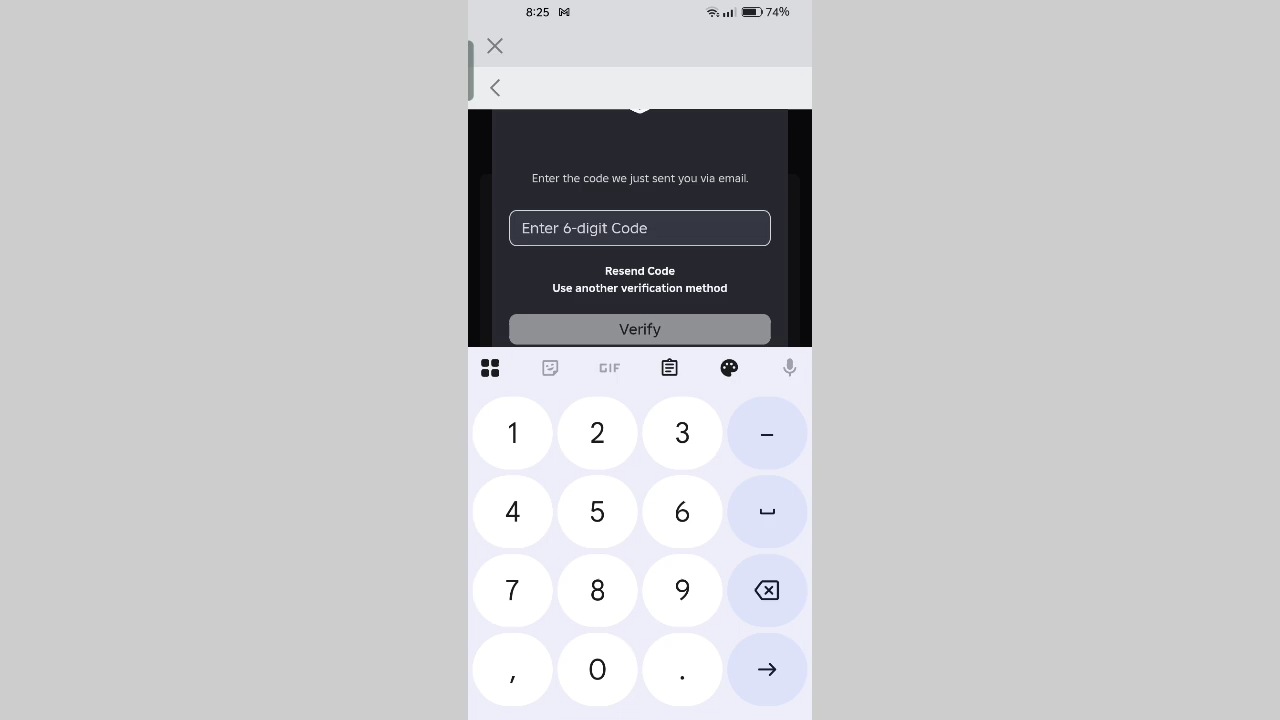 8:25 74%
Enter the code we just sent you via email.
Enter 6-digit Code
Resend Code
Use another verification method
Verify
GIF
1 2 3 –
4 5 6
7 8 9
, 0 .